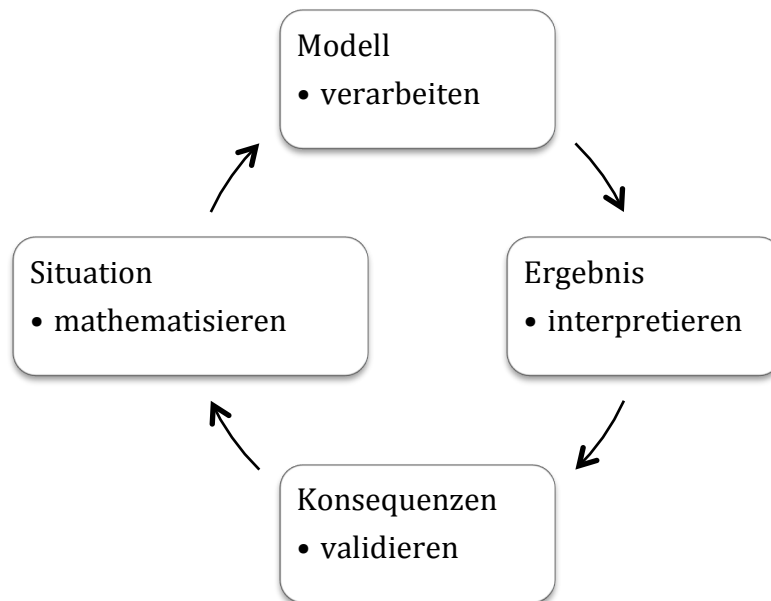 Modell
• verarbeiten
Situation
• mathematisieren
Ergebnis
• interpretieren
Konsequenzen
• validieren